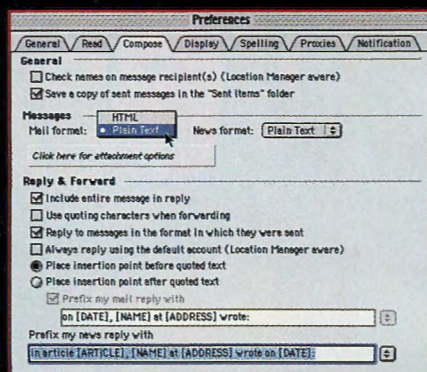 Preferences
General Read Compose Display Spelling Proxies Notification
General
Check names on message recipient(s) (Location Manager aware)
Save a copy of sent messages in the "Sent Items" folder
Messages
HTML
Mail format: • Plain Text News format: Plain Text
Click here for attachment options
Reply & Forward
Include entire message in reply
Use quoting characters when forwarding
Reply to messages in the format in which they were sent
Always reply using the default account (Location Manager aware)
Place insertion point before quoted text
Place insertion point after quoted text
Prefix my mail reply with
on [DATE], [NAME] at [ADDRESS] wrote:
Prefix my news reply with
in article [ARTICLE], [NAME] at [ADDRESS] wrote on [DATE]: